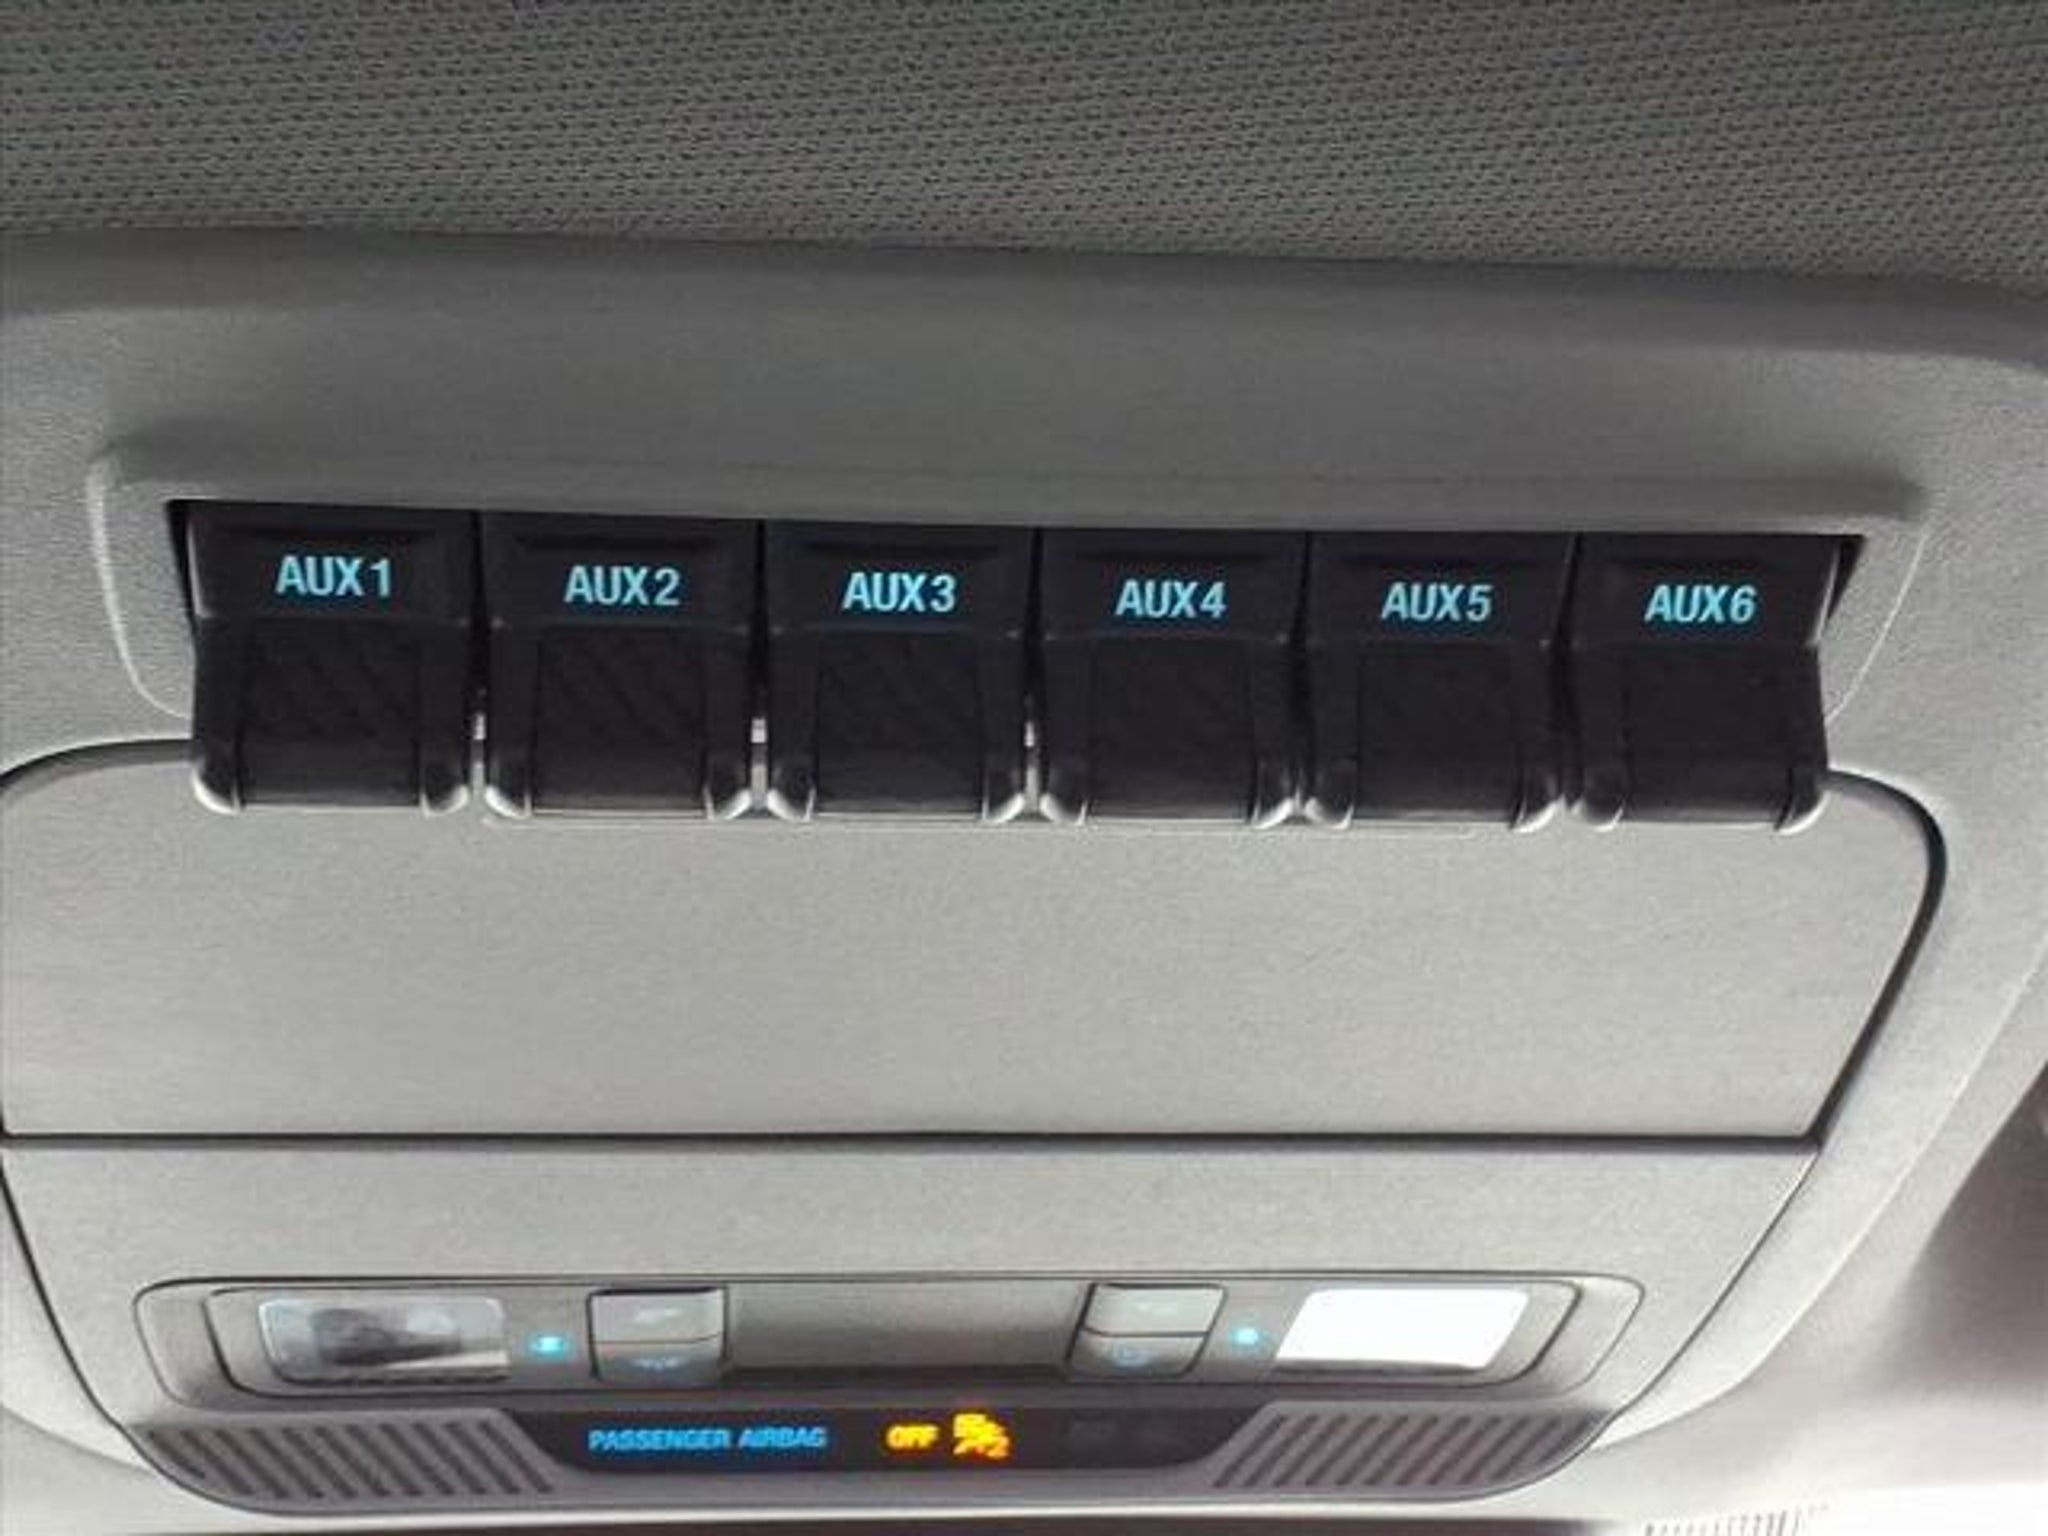 AUX1 AUX2 AUX3 AUX4 AUX5 AUX6
PASSENGER AIRBAG OFF